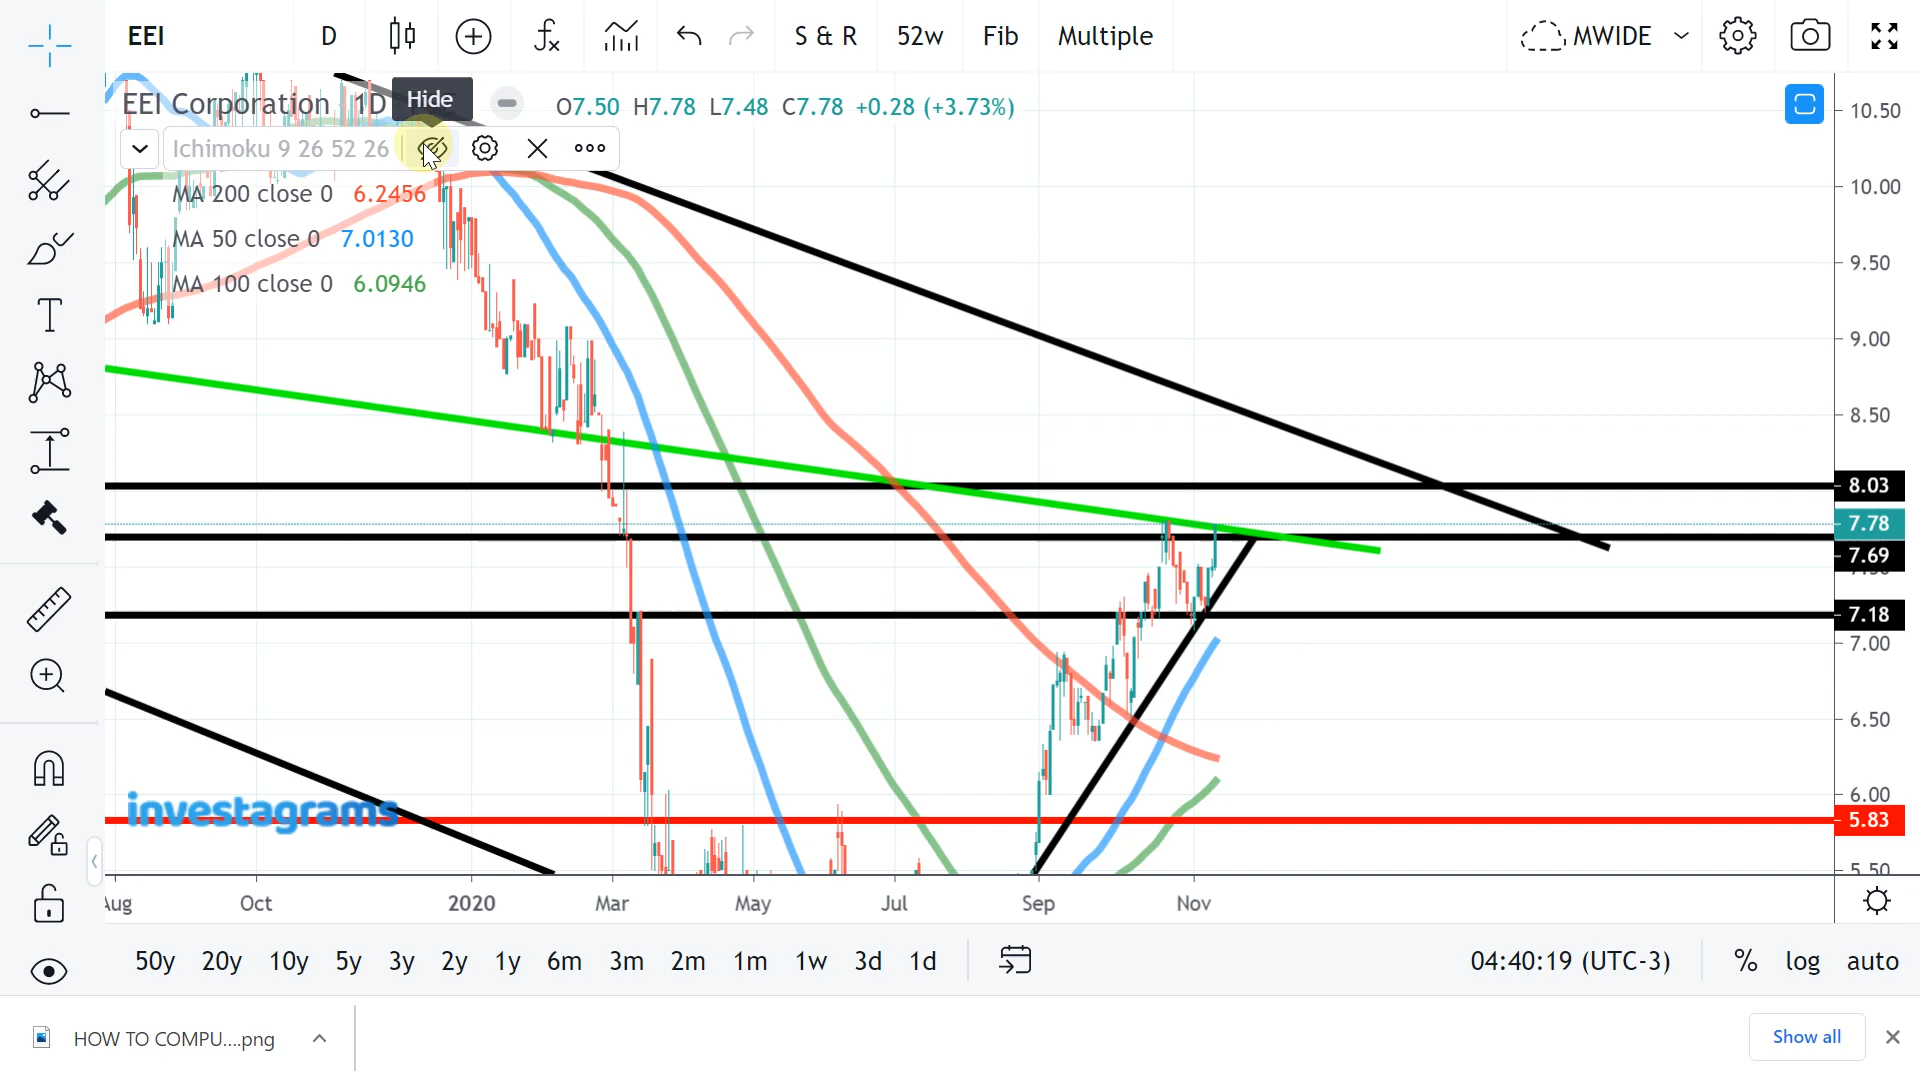 EEI D S & R 52w Fib Multiple MWIDE
EEI Corporation 1D Hide O7.50 H7.78 L7.48 C7.78 +0.28 (+3.73%)
Ichimoku 9 26 52 26
MA 200 close 0 6.2456
MA 50 close 0 7.0130
MA 100 close 0 6.0946
10.50
10.00
9.50
9.00
8.50
8.03
7.78
7.69
7.18
7.00
6.50
6.00
5.83
5.50
investagrams
Aug Oct 2020 Mar May Jul Sep Nov
50y 20y 10y 5y 3y 2y 1y 6m 3m 2m 1m 1w 3d 1d 04:40:19 (UTC-3) % log auto
HOW TO COMPU....png Show all